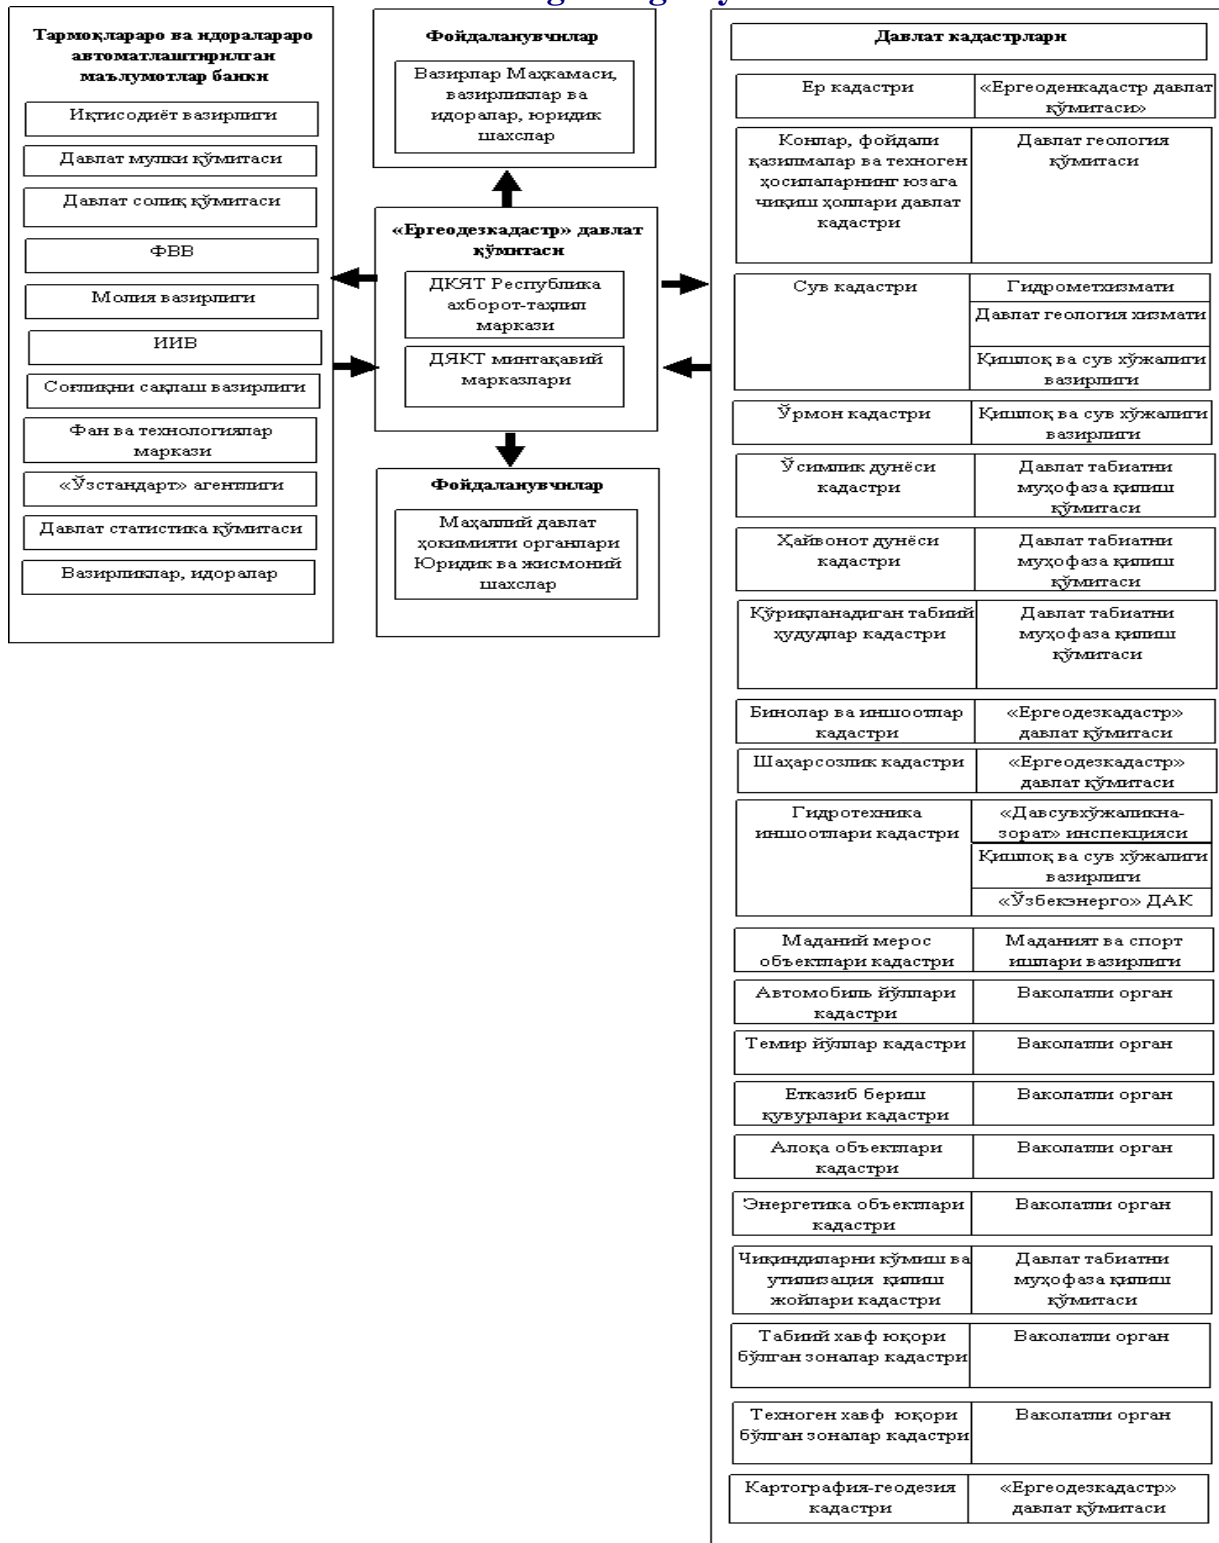 Тармоқлараро ва идоралараро
автоматлаштирилган
маълумотлар банки
Иқтисодиёт вазирлиги
Давлат мулки қўмитаси
Давлат солиқ қўмитаси
ФВВ
Молия вазирлиги
ИИВ
Соғлиқни сақлаш вазирлиги
Фан ва технологиялар
маркази
«Ўзстандарт» агентлиги
Давлат статистика қўмитаси
Вазирликлар, идоралар
Фойдаланувчилар
Вазирлар Маҳкамаси,
вазирликлар ва
идоралар, юридик
шахслар
«Ергеодезкадастр» давлат
қўмитаси
ДКЯТ Республика
ахборот-таҳлил
маркази
ДЯКТ минтақавий
марказлари
Фойдаланувчилар
Маҳаллий давлат
ҳокимияти органлари
Юридик ва жисмоний
шахслар
Давлат кадастрлари
Ер кадастри
«Ергеоденкадастр давлат
қўмитаси»
Конлар, фойдали
қазилмалар ва техноген
ҳосилаларнинг юзага
чиқиш ҳоллари давлат
кадастри
Давлат геология
қўмитаси
Сув кадастри
Гидрометхизмати
Давлат геология хизмати
Қишлоқ ва сув хўжалиги
вазирлиги
Ўрмон кадастри
Қишлоқ ва сув хўжалиги
вазирлиги
Ўсимлик дунёси
кадастри
Давлат табиатни
муҳофаза қилиш
қўмитаси
Ҳайвонот дунёси
кадастри
Давлат табиатни
муҳофаза қилиш
қўмитаси
Қўриқланадиган табиий
ҳудудлар кадастри
Давлат табиатни
муҳофаза қилиш
қўмитаси
Бинолар ва иншоотлар
кадастри
«Ергеодезкадастр»
давлат қўмитаси
Шаҳарсозлик кадастри
«Ергеодезкадастр»
давлат қўмитаси
Гидротехника
иншоотлари кадастри
«Давсувхўжаликна-
зорат» инспекцияси
Қишлоқ ва сув хўжалиги
вазирлиги
«Ўзбекэнерго» ДАК
Маданий мерос
объектлари кадастри
Маданият ва спорт
ишлари вазирлиги
Автомобиль йўллари
кадастри
Ваколатли орган
Темир йўллар кадастри
Ваколатли орган
Етказиб бериш
қувурлари кадастри
Ваколатли орган
Алоқа объектлари
кадастри
Ваколатли орган
Энергетика объектлари
кадастри
Ваколатли орган
Чиқиндиларни кўмиш ва
утилизация қилиш
жойлари кадастри
Давлат табиатни
муҳофаза қилиш
қўмитаси
Табиий хавф юқори
бўлган зоналар кадастри
Ваколатли орган
Техноген хавф юқори
бўлган зоналар кадастри
Ваколатли орган
Картография-геодезия
кадастри
«Ергеодезкадастр»
давлат қўмитаси